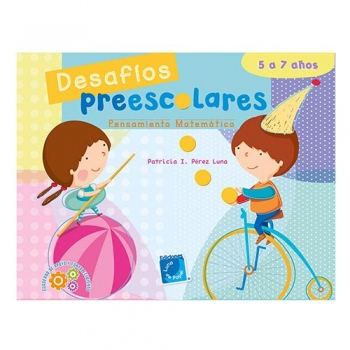 Desafíos
5 a 7 años
preescolares
Pensamiento Matemático
Patricia I. Pérez Luna